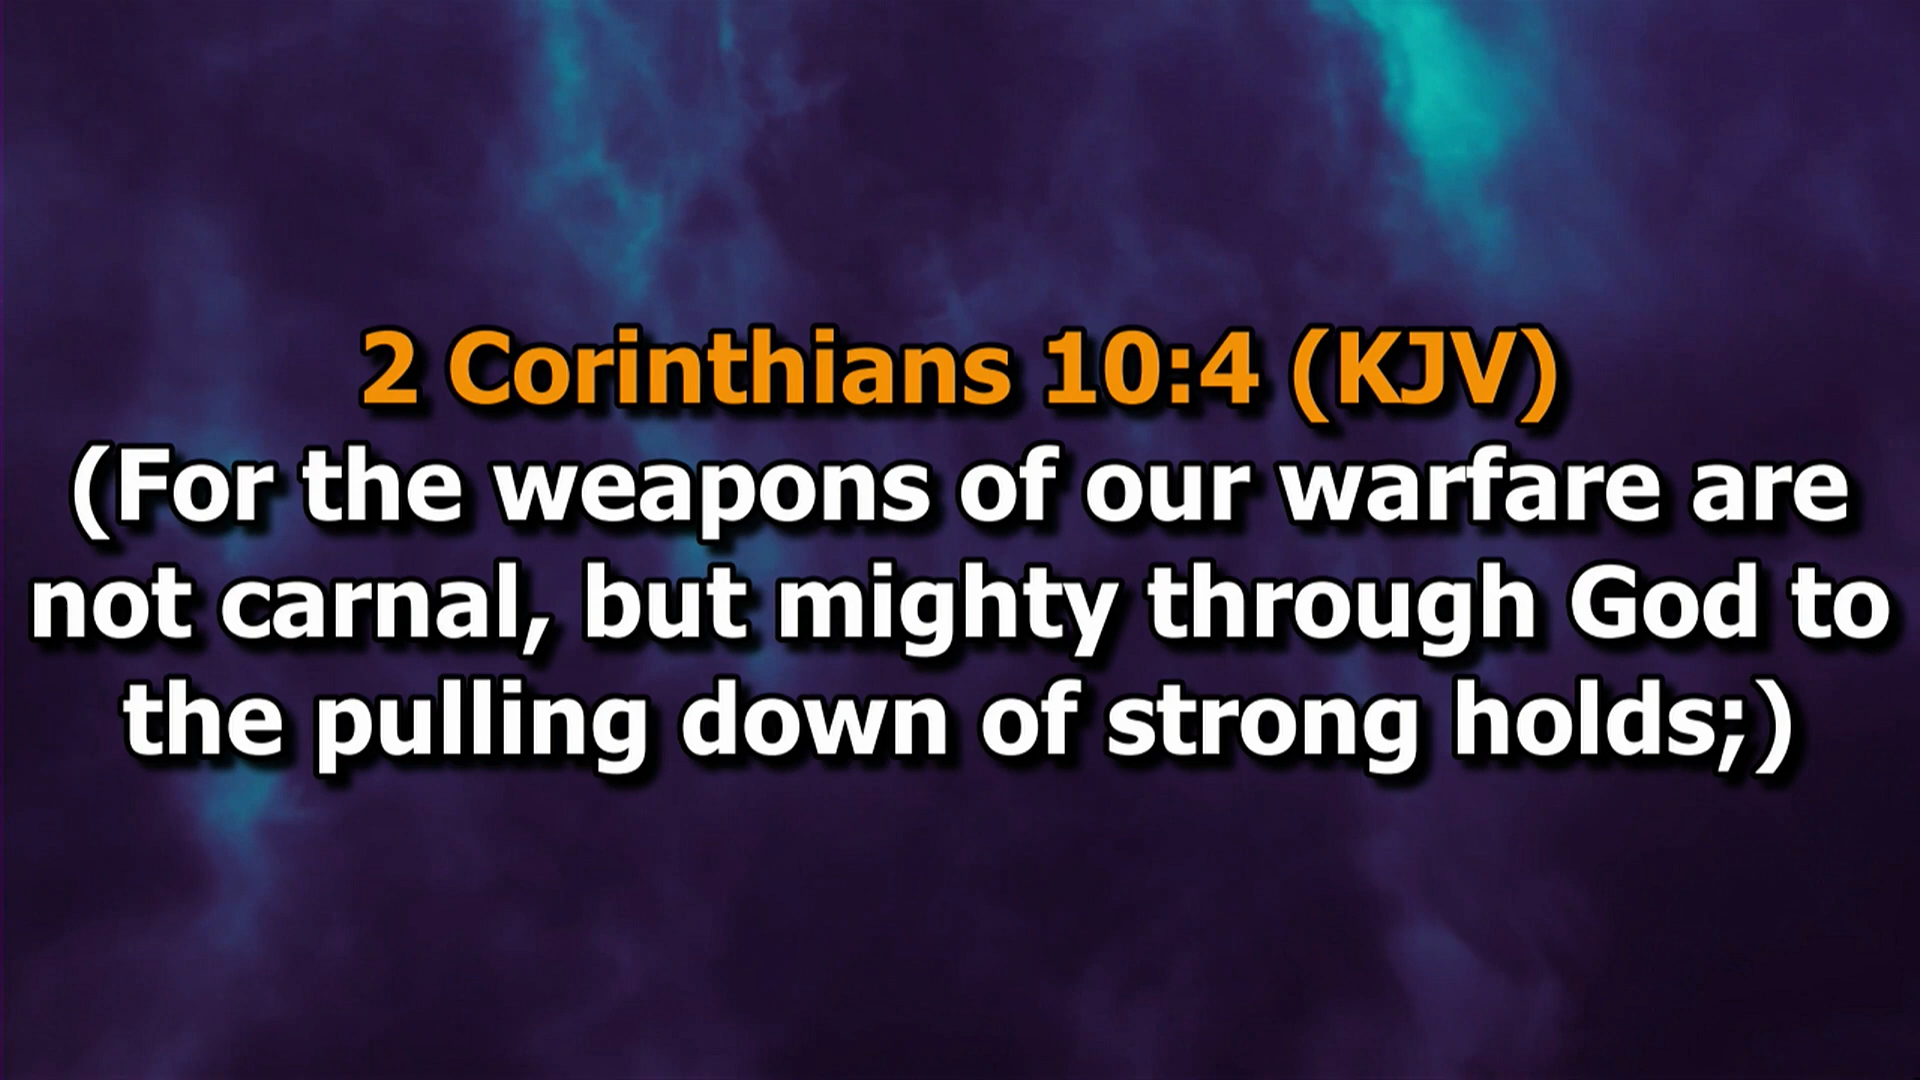 2 Corinthians 10:4 (KJV)
(For the weapons of our warfare are
not carnal, but mighty through God to
the pulling down of strong holds;)